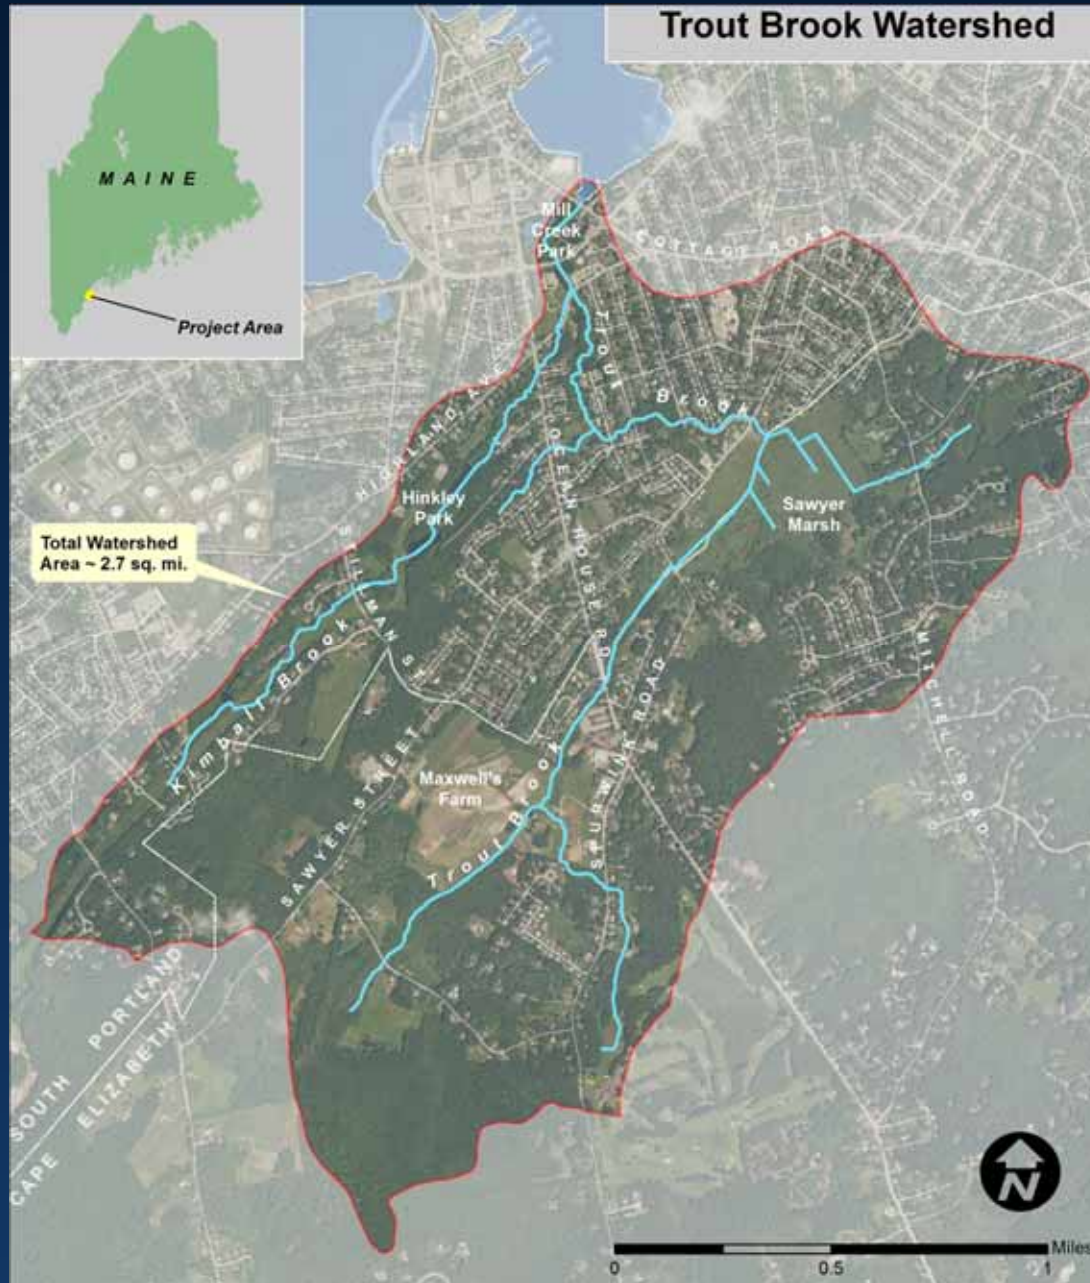 Trout Brook Watershed
MAINE
Project Area
Mill
Creek
Park
COTTAGE ROAD
Trout
Brook
HIGHLAND AVE
OCEAN HOUSE RD
Hinkley
Park
Sawyer
Marsh
Total Watershed
Area ~ 2.7 sq. mi.
STILLMAN ST
Kimball Brook
MITCHELL ROAD
SPURWINK ROAD
SAWYER STREET
Maxwell's
Farm
Trout Brook
SOUTH PORTLAND
CAPE ELIZABETH
N
Miles
0 0.5 1